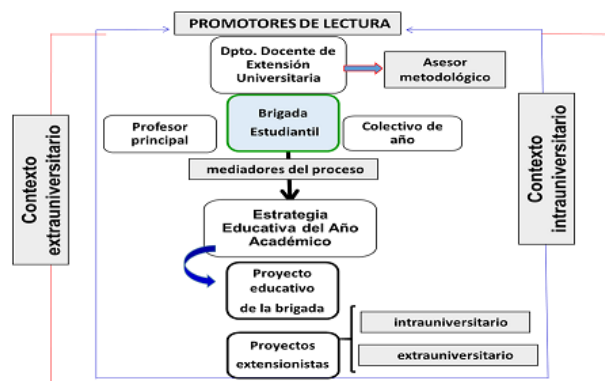 PROMOTORES DE LECTURA
Dpto. Docente de
Extensión
Universitaria
Asesor
metodológico
Brigada
Estudiantil
Profesor
principal
Colectivo de
año
mediadores del proceso
Contexto
extrauniversitario
Contexto
intrauniversitario
Estrategia
Educativa del Año
Académico
Proyecto
educativo
de la brigada
Proyectos
extensionistas
intrauniversitario
extrauniversitario